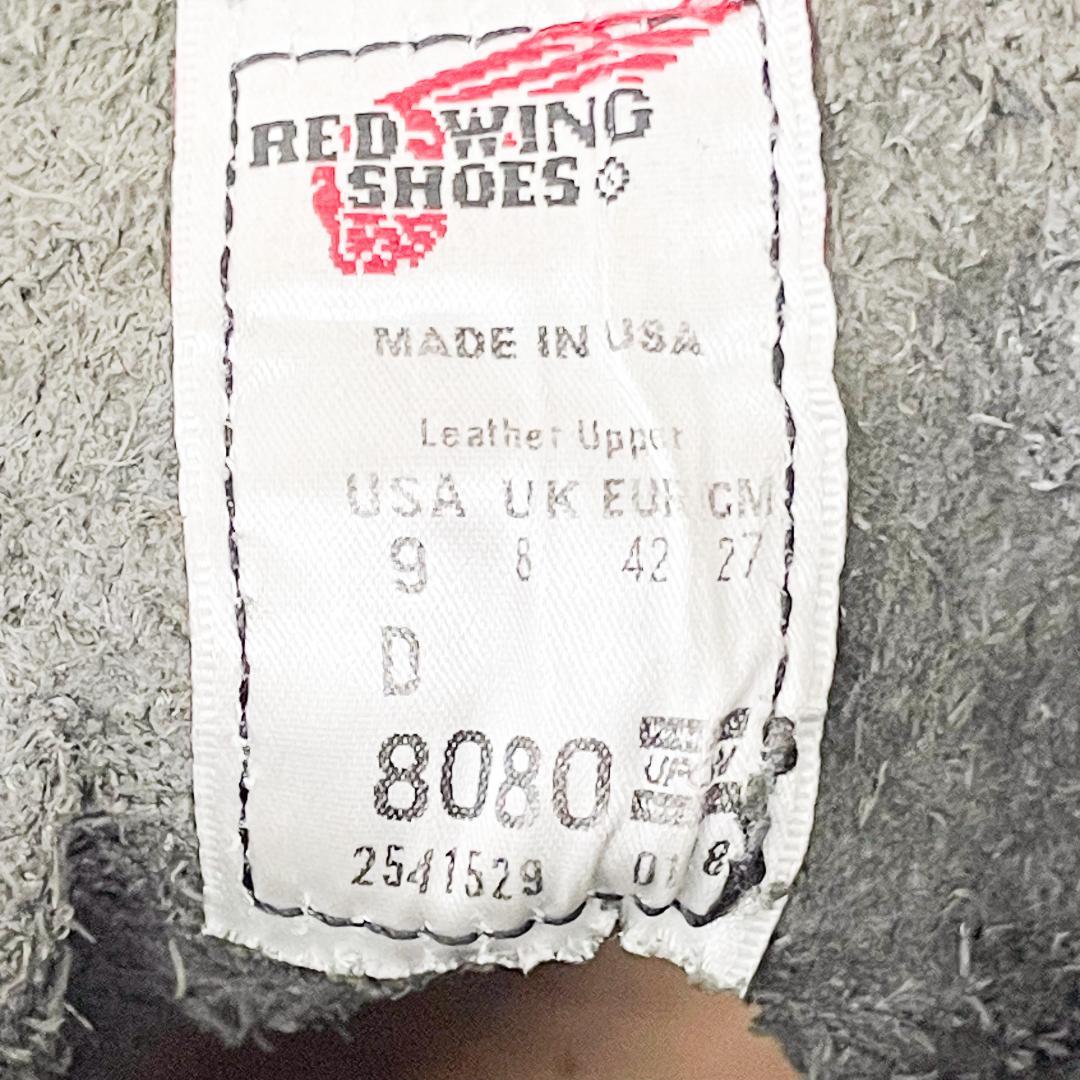 RED WING
SHOES
MADE IN USA
Leather Upper
USA UK EUR CM
9 8 42 27
D
8080
2541529